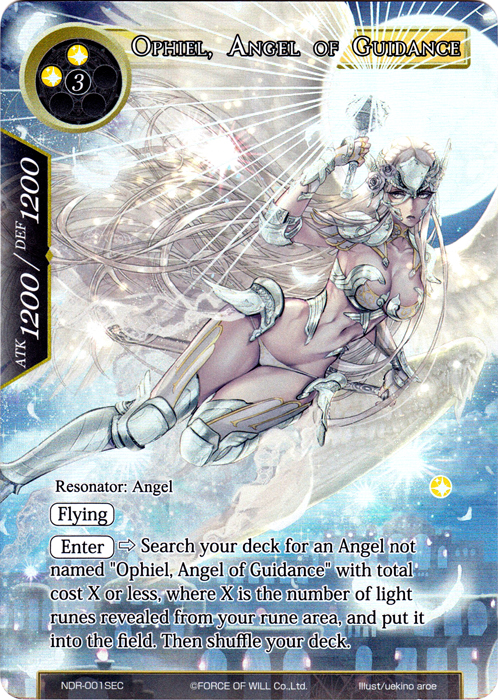 OPHIEL, ANGEL OF GUIDANCE
3
ATK 1200 / DEF 1200
Resonator: Angel
Flying
Enter ⇨ Search your deck for an Angel not
named "Ophiel, Angel of Guidance" with total
cost X or less, where X is the number of light
runes revealed from your rune area, and put it
into the field. Then shuffle your deck.
NDR-001SEC
©FORCE OF WILL Co.,Ltd.
Illust/uekino aroe